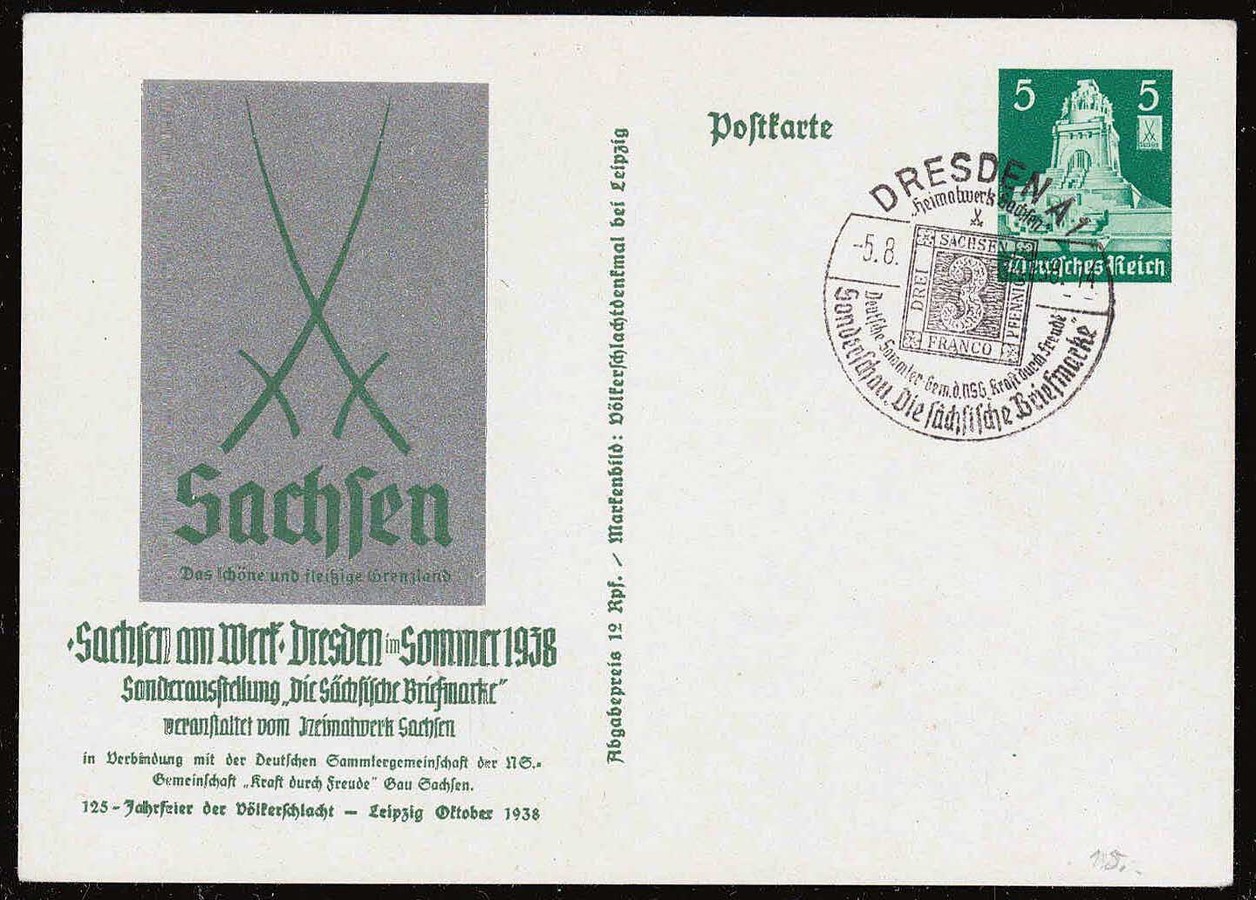 Sachsen
Das schöne und fleißige Grenzland
·Sachsen am Werk· Dresden im Sommer 1938
Sonderausstellung „Die Sächsische Briefmarke"
veranstaltet vom Heimatwerk Sachsen
in Verbindung mit der Deutschen Sammlergemeinschaft der NS.-
Gemeinschaft „Kraft durch Freude" Gau Sachsen.
125-Jahrfeier der Völkerschlacht — Leipzig Oktober 1938
Abgabepreis 12 Rpf. / Markenbild: Völkerschlachtdenkmal bei Leipzig
Postkarte
5 5
Deutsches Reich
DRESDEN A 1
„Heimatwerk Sachsen"
-5.8.
SACHSEN
DREI
3
PFENNIGE
FRANCO
Deutsche Sammler-Gem.d.NSG. Kraft durch Freude
Sonderschau „Die sächsische Briefmarke"